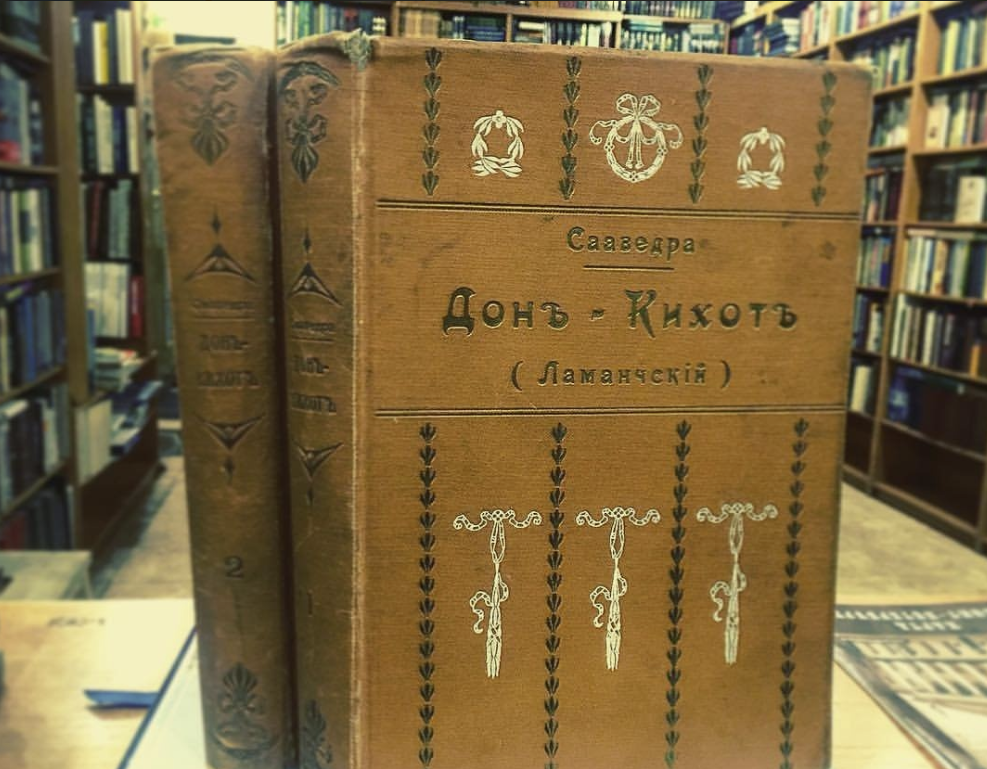 Сааведра
Донъ - Кихотъ
( Ламанчскій )
Сааведра
ДОНЪ-
КИХОТЪ
2
Сааведра
ДОНЪ-
КИХОТЪ
1